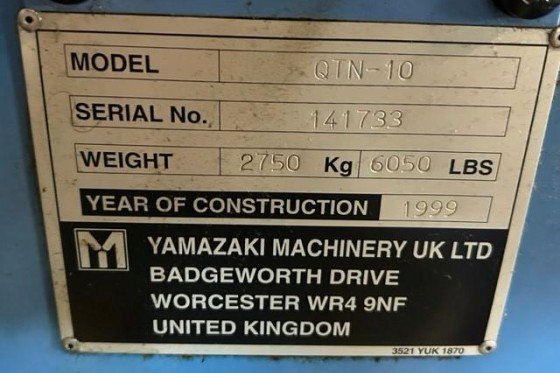 MODEL QTN-10
SERIAL No. 141733
WEIGHT 2750 Kg 6050 LBS
YEAR OF CONSTRUCTION 1999
YAMAZAKI MACHINERY UK LTD
BADGEWORTH DRIVE
WORCESTER WR4 9NF
UNITED KINGDOM
3521 YUK 1870